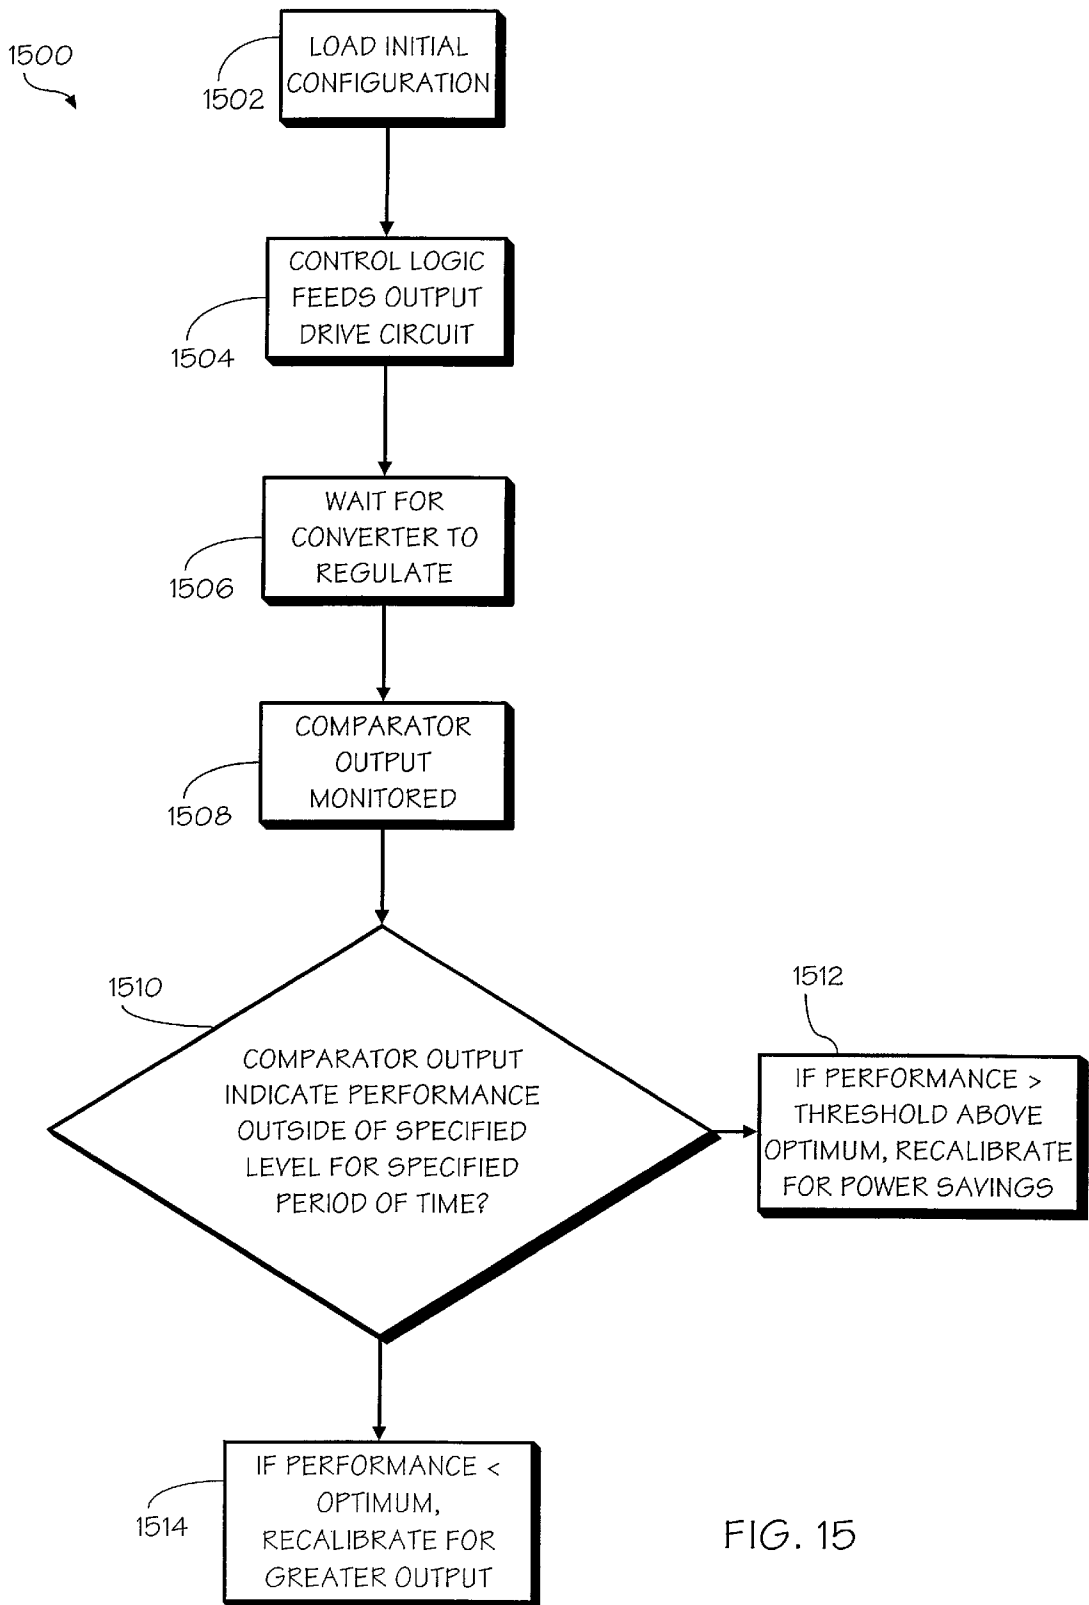 1500
LOAD INITIAL
CONFIGURATION
1502
CONTROL LOGIC
FEEDS OUTPUT
DRIVE CIRCUIT
1504
WAIT FOR
CONVERTER TO
REGULATE
1506
COMPARATOR
OUTPUT
MONITORED
1508
1510
COMPARATOR OUTPUT
INDICATE PERFORMANCE
OUTSIDE OF SPECIFIED
LEVEL FOR SPECIFIED
PERIOD OF TIME?
1512
IF PERFORMANCE >
THRESHOLD ABOVE
OPTIMUM, RECALIBRATE
FOR POWER SAVINGS
IF PERFORMANCE <
OPTIMUM,
RECALIBRATE FOR
GREATER OUTPUT
1514
FIG. 15